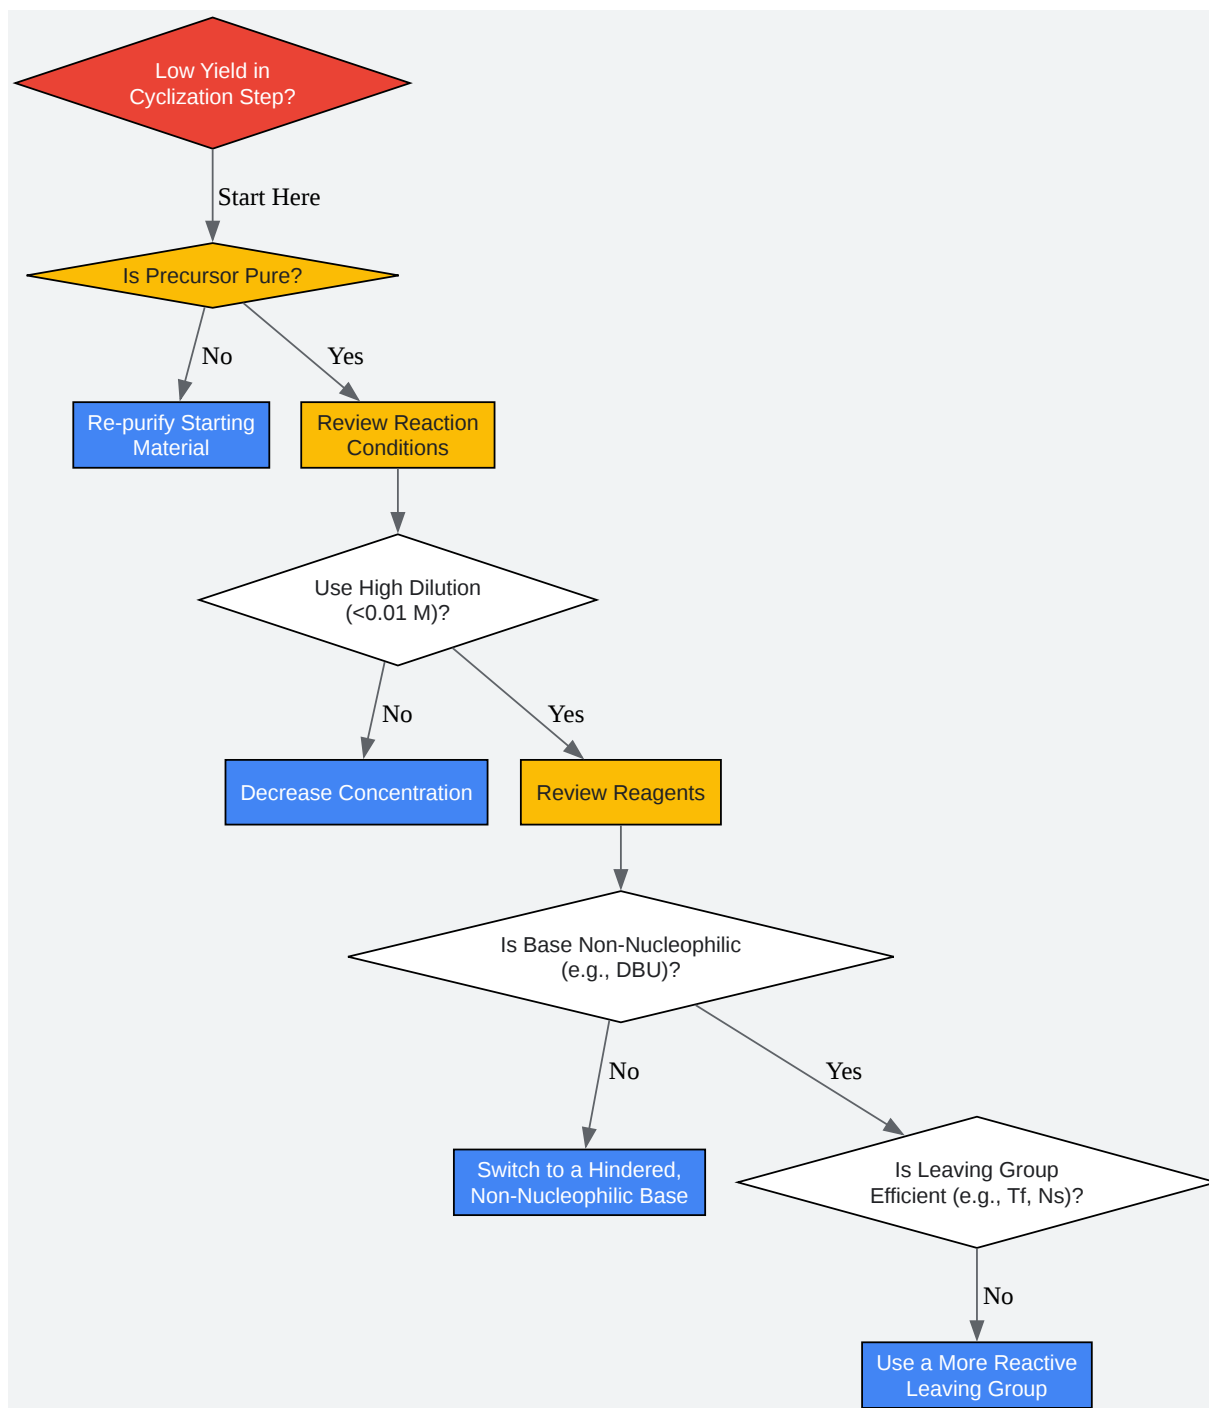 Low Yield in
Cyclization Step?
Start Here
Is Precursor Pure?
No
Yes
Re-purify Starting
Material
Review Reaction
Conditions
Use High Dilution
(<0.01 M)?
No
Yes
Decrease Concentration
Review Reagents
Is Base Non-Nucleophilic
(e.g., DBU)?
No
Yes
Switch to a Hindered,
Non-Nucleophilic Base
Is Leaving Group
Efficient (e.g., Tf, Ns)?
No
Use a More Reactive
Leaving Group